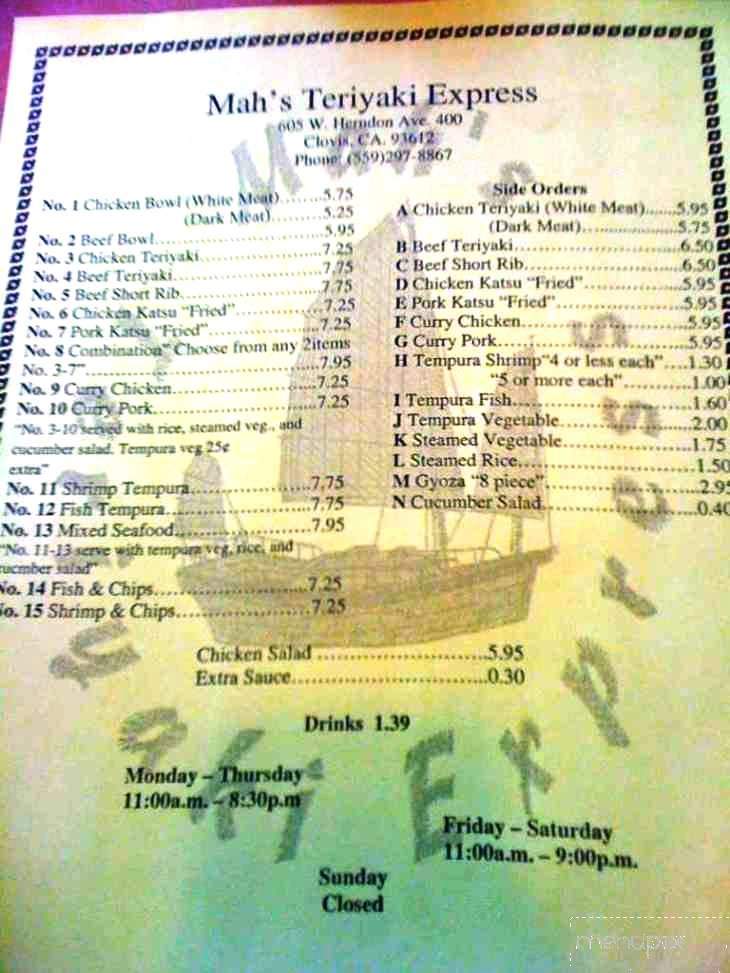 Mah's Teriyaki Express
605 W. Herndon Ave. 400
Clovis, CA. 93612
Phone: (559)297-8867
No. 1 Chicken Bowl (White Meat)........5.75
(Dark Meat)........5.25
No. 2 Beef Bowl................................5.95
No. 3 Chicken Teriyaki.......................7.25
No. 4 Beef Teriyaki............................7.75
No. 5 Beef Short Rib..........................7.75
No. 6 Chicken Katsu "Fried"................7.25
No. 7 Pork Katsu "Fried".....................7.25
No. 8 Combination" Choose from any 2items
No. 3-7"..........................................7.95
No. 9 Curry Chicken..........................7.25
No. 10 Curry Pork.............................7.25
"No. 3-10 served with rice, steamed veg., and
cucumber salad. Tempura veg 25¢
extra"
No. 11 Shrimp Tempura....................7.75
No. 12 Fish Tempura........................7.75
No. 13 Mixed Seafood......................7.95
"No. 11-13 serve with tempura veg, rice, and
cucmber salad"
No. 14 Fish & Chips.........................7.25
No. 15 Shrimp & Chips.....................7.25
Side Orders
A Chicken Teriyaki (White Meat)......5.95
(Dark Meat)................5.75
B Beef Teriyaki...............................6.50
C Beef Short Rib.............................6.50
D Chicken Katsu "Fried"..................5.95
E Pork Katsu "Fried".......................5.95
F Curry Chicken.............................5.95
G Curry Pork..................................5.95
H Tempura Shrimp"4 or less each"....1.30
"5 or more each"............1.00
I Tempura Fish...............................1.60
J Tempura Vegetable......................2.00
K Steamed Vegetable.....................1.75
L Steamed Rice.............................1.50
M Gyoza "8 piece"..........................2.95
N Cucumber Salad.........................0.40
Chicken Salad ..........................5.95
Extra Sauce..............................0.30
Drinks 1.39
Monday – Thursday
11:00a.m. – 8:30p.m
Friday – Saturday
11:00a.m. – 9:00p.m.
Sunday
Closed
menupix